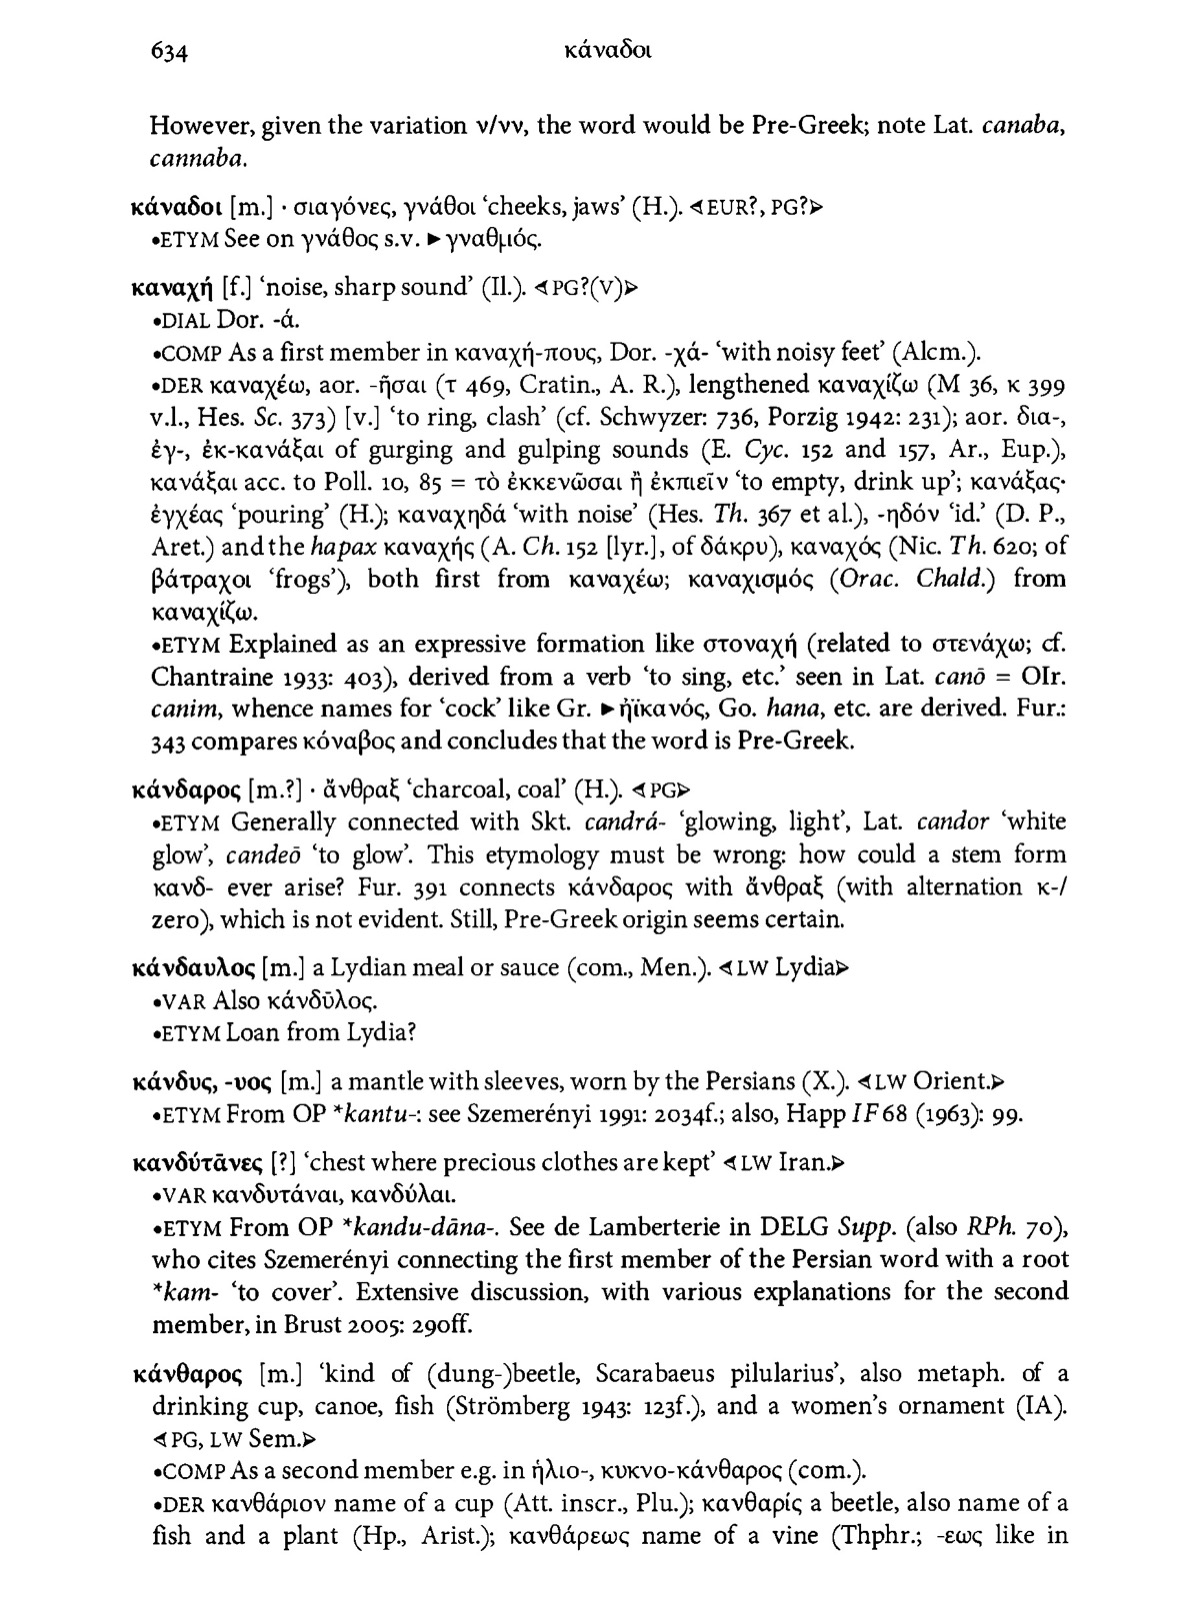 634
κάναδοι
However, given the variation ν/νν, the word would be Pre-Greek; note Lat. canaba,
cannaba.
κάναδοι [m.] · σιαγόνες, γνάθοι ‘cheeks, jaws’ (H.). ⊲EUR?, PG?⊳
•ETYM See on γνάθος s.v. ►γναθμιός.
καναχή [f.] ‘noise, sharp sound’ (Il.). ⊲PG?(V)⊳
•DIAL Dor. -ά.
•COMP As a first member in καναχή-πους, Dor. -χά- ‘with noisy feet’ (Alcm.).
•DER καναχέω, aor. -ῆσαι (τ 469, Cratin., A. R.), lengthened καναχίζω (Μ 36, κ 399
v.l., Hes. Sc. 373) [v.] ‘to ring, clash’ (cf. Schwyzer: 736, Porzig 1942: 231); aor. δια-,
ἐγ-, ἐκ-κανάξαι of gurging and gulping sounds (E. Cyc. 152 and 157, Ar., Eup.),
κανάξαι acc. to Poll. 10, 85 = τὸ ἐκκενῶσαι ἢ ἐκπιεῖν ‘to empty, drink up’; κανάξας·
ἐγχέας ‘pouring’ (H.); καναχηδά ‘with noise’ (Hes. Th. 367 et al.), -ηδόν ‘id.’ (D. P.,
Aret.) and the hapax καναχής (A. Ch. 152 [lyr.], of δάκρυ), καναχός (Nic. Th. 620; of
βάτραχοι ‘frogs’), both first from καναχέω; καναχισμός (Orac. Chald.) from
καναχίζω.
•ETYM Explained as an expressive formation like στοναχή (related to στενάχω; cf.
Chantraine 1933: 403), derived from a verb ‘to sing, etc.’ seen in Lat. canō = OIr.
canim, whence names for ‘cock’ like Gr. ►ἠϊκανός, Go. hana, etc. are derived. Fur.:
343 compares κόναβος and concludes that the word is Pre-Greek.
κάνδαρος [m.?] · ἄνθραξ ‘charcoal, coal’ (H.). ⊲PG⊳
•ETYM Generally connected with Skt. candrá- ‘glowing, light’, Lat. candor ‘white
glow’, candeō ‘to glow’. This etymology must be wrong: how could a stem form
κανδ- ever arise? Fur. 391 connects κάνδαρος with ἄνθραξ (with alternation κ-/
zero), which is not evident. Still, Pre-Greek origin seems certain.
κάνδαυλος [m.] a Lydian meal or sauce (com., Men.). ⊲LW Lydia⊳
•VAR Also κάνδῡλος.
•ETYM Loan from Lydia?
κάνδυς, -υος [m.] a mantle with sleeves, worn by the Persians (X.). ⊲LW Orient.⊳
•ETYM From OP *kantu-: see Szemerényi 1991: 2034f.; also, Happ IF 68 (1963): 99.
κανδύτᾱνες [?] ‘chest where precious clothes are kept’ ⊲LW Iran.⊳
•VAR κανδυτάναι, κανδύλαι.
•ETYM From OP *kandu-dāna-. See de Lamberterie in DELG Supp. (also RPh. 70),
who cites Szemerényi connecting the first member of the Persian word with a root
*kam- ‘to cover’. Extensive discussion, with various explanations for the second
member, in Brust 2005: 290ff.
κάνθαρος [m.] ‘kind of (dung-)beetle, Scarabaeus pilularius’, also metaph. of a
drinking cup, canoe, fish (Strömberg 1943: 123f.), and a women’s ornament (IA).
⊲PG, LW Sem.⊳
•COMP As a second member e.g. in ἡλιο-, κυκνο-κάνθαρος (com.).
•DER κανθάριον name of a cup (Att. inscr., Plu.); κανθαρίς a beetle, also name of a
fish and a plant (Hp., Arist.); κανθάρεως name of a vine (Thphr.; -εως like in